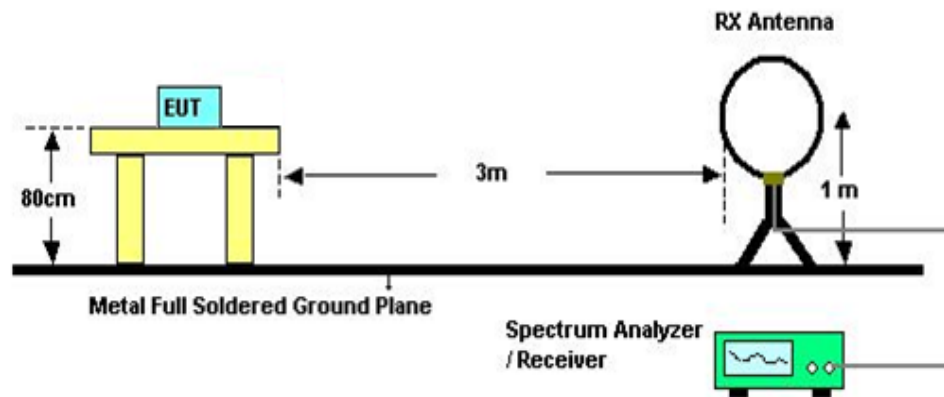 RX Antenna
EUT
3m
80cm
1 m
Metal Full Soldered Ground Plane
Spectrum Analyzer
/ Receiver